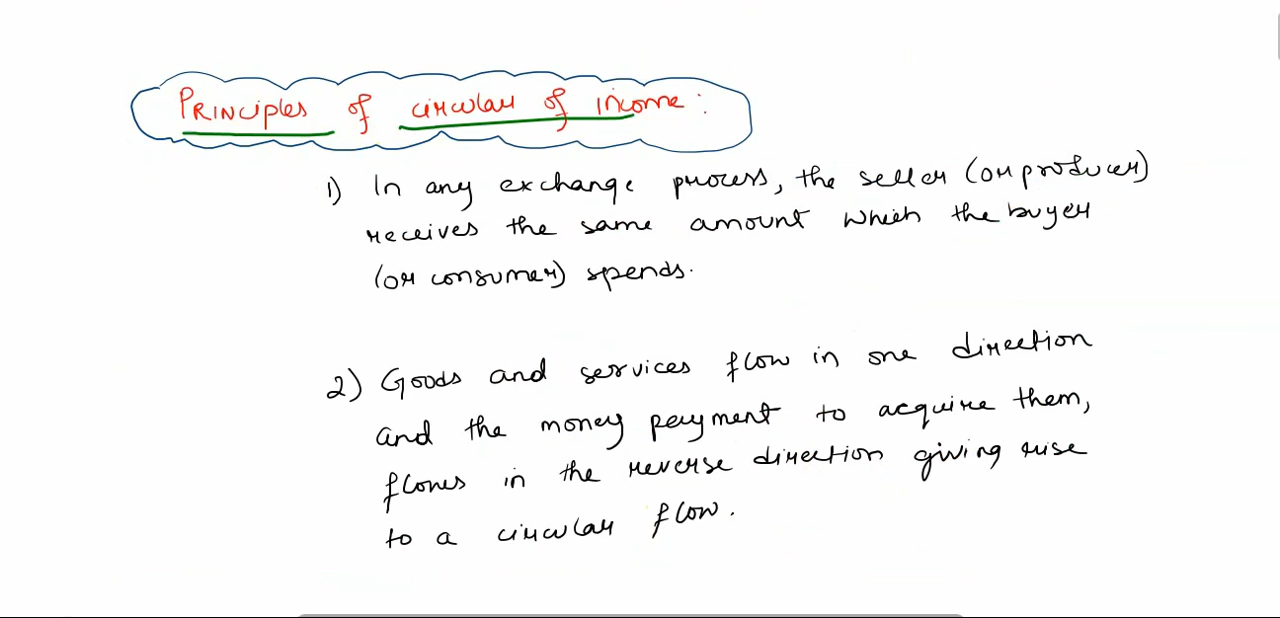 PRINCIPLES of circular of income:
1) In any exchange process, the seller (or producer)
receives the same amount which the buyer
(or consumer) spends.
2) Goods and services flow in one direction
and the money payment to acquire them,
flows in the reverse direction giving rise
to a circular flow.